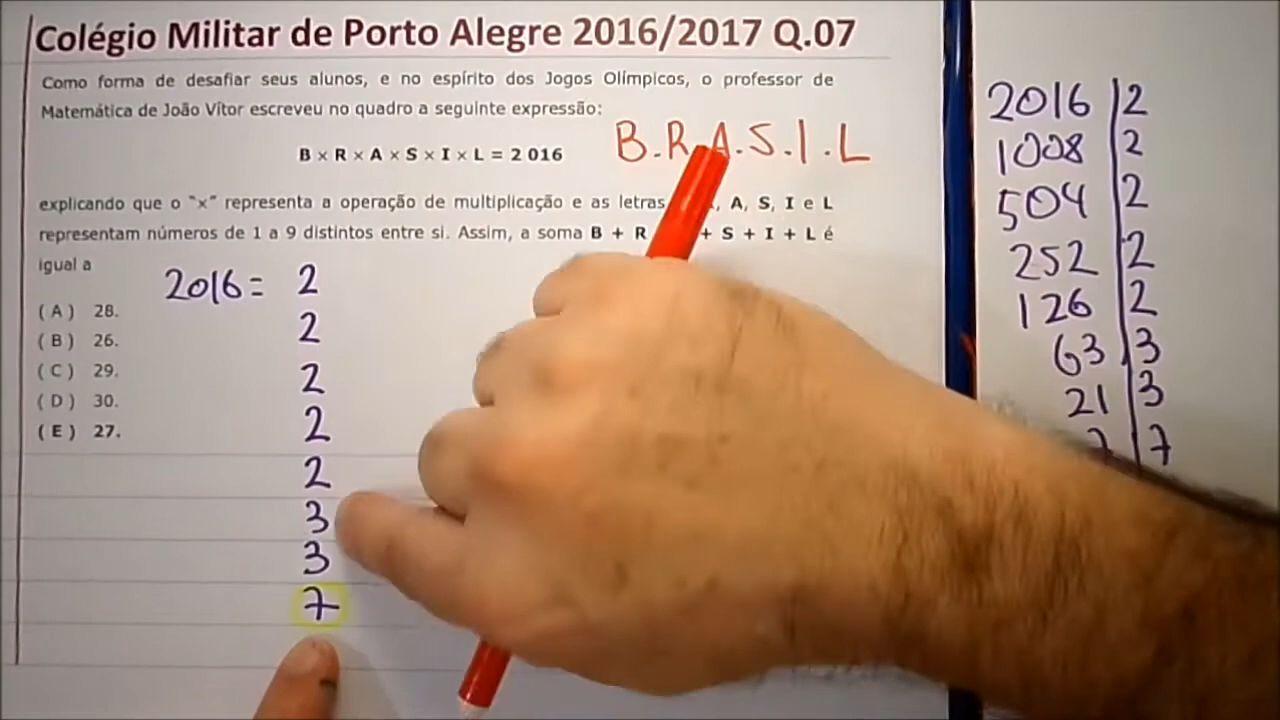 Colégio Militar de Porto Alegre 2016/2017 Q.07
Como forma de desafiar seus alunos, e no espírito dos Jogos Olímpicos, o professor de
Matemática de João Vítor escreveu no quadro a seguinte expressão:
B × R × A × S × I × L = 2 016
B.R.A.S.I.L
explicando que o "×" representa a operação de multiplicação e as letras , A, S, I e L
representam números de 1 a 9 distintos entre si. Assim, a soma B + R + S + I + L é
igual a
(A) 28.
(B) 26.
(C) 29.
(D) 30.
(E) 27.
2016 = 2
2
2
2
2
3
3
7
2016 | 2
1008 | 2
504 | 2
252 | 2
126 | 2
63 | 3
21 | 3
7 | 7